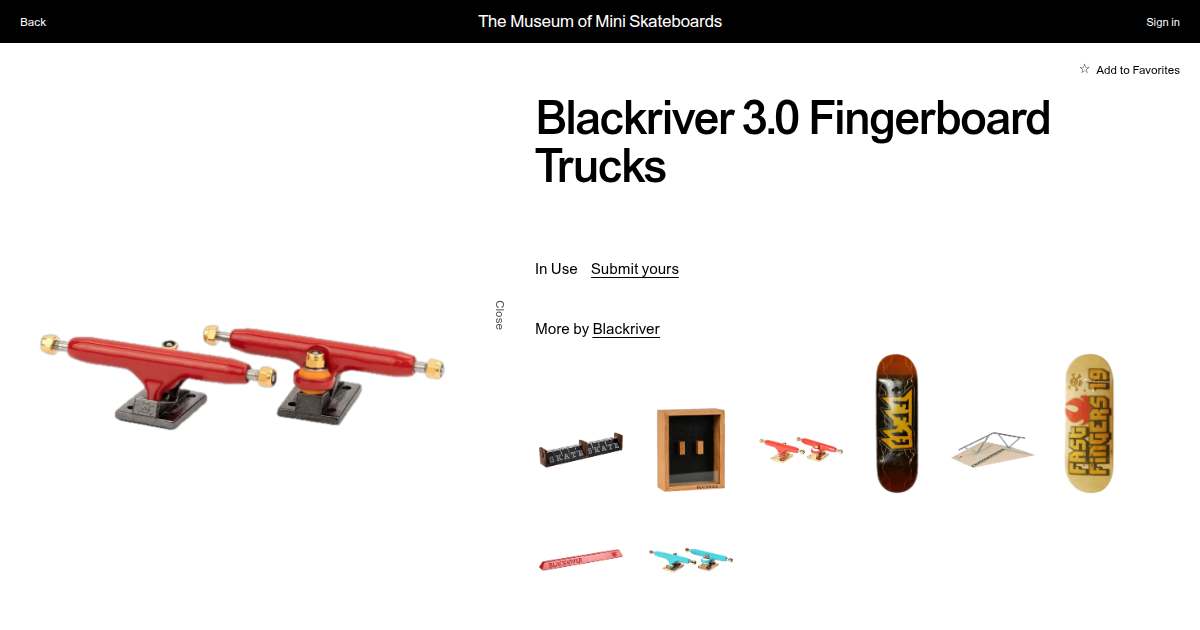 Back
The Museum of Mini Skateboards
Sign in
☆ Add to Favorites
Blackriver 3.0 Fingerboard
Trucks
In Use Submit yours
Close
More by Blackriver
SKATE SKATE
FAST
FINGERS 19